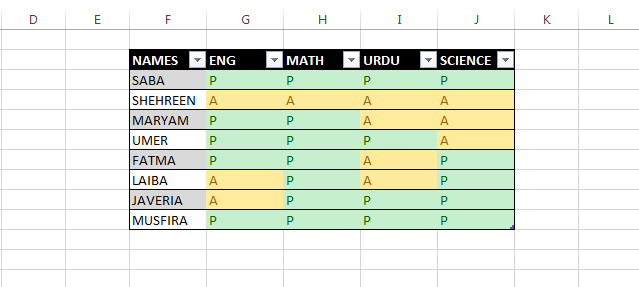 D E F G H I J K L
NAMES ENG MATH URDU SCIENCE
SABA P P P P
SHEHREEN A A A A
MARYAM P P A A
UMER P P P A
FATMA P P A P
LAIBA A P A P
JAVERIA A P P P
MUSFIRA P P P P